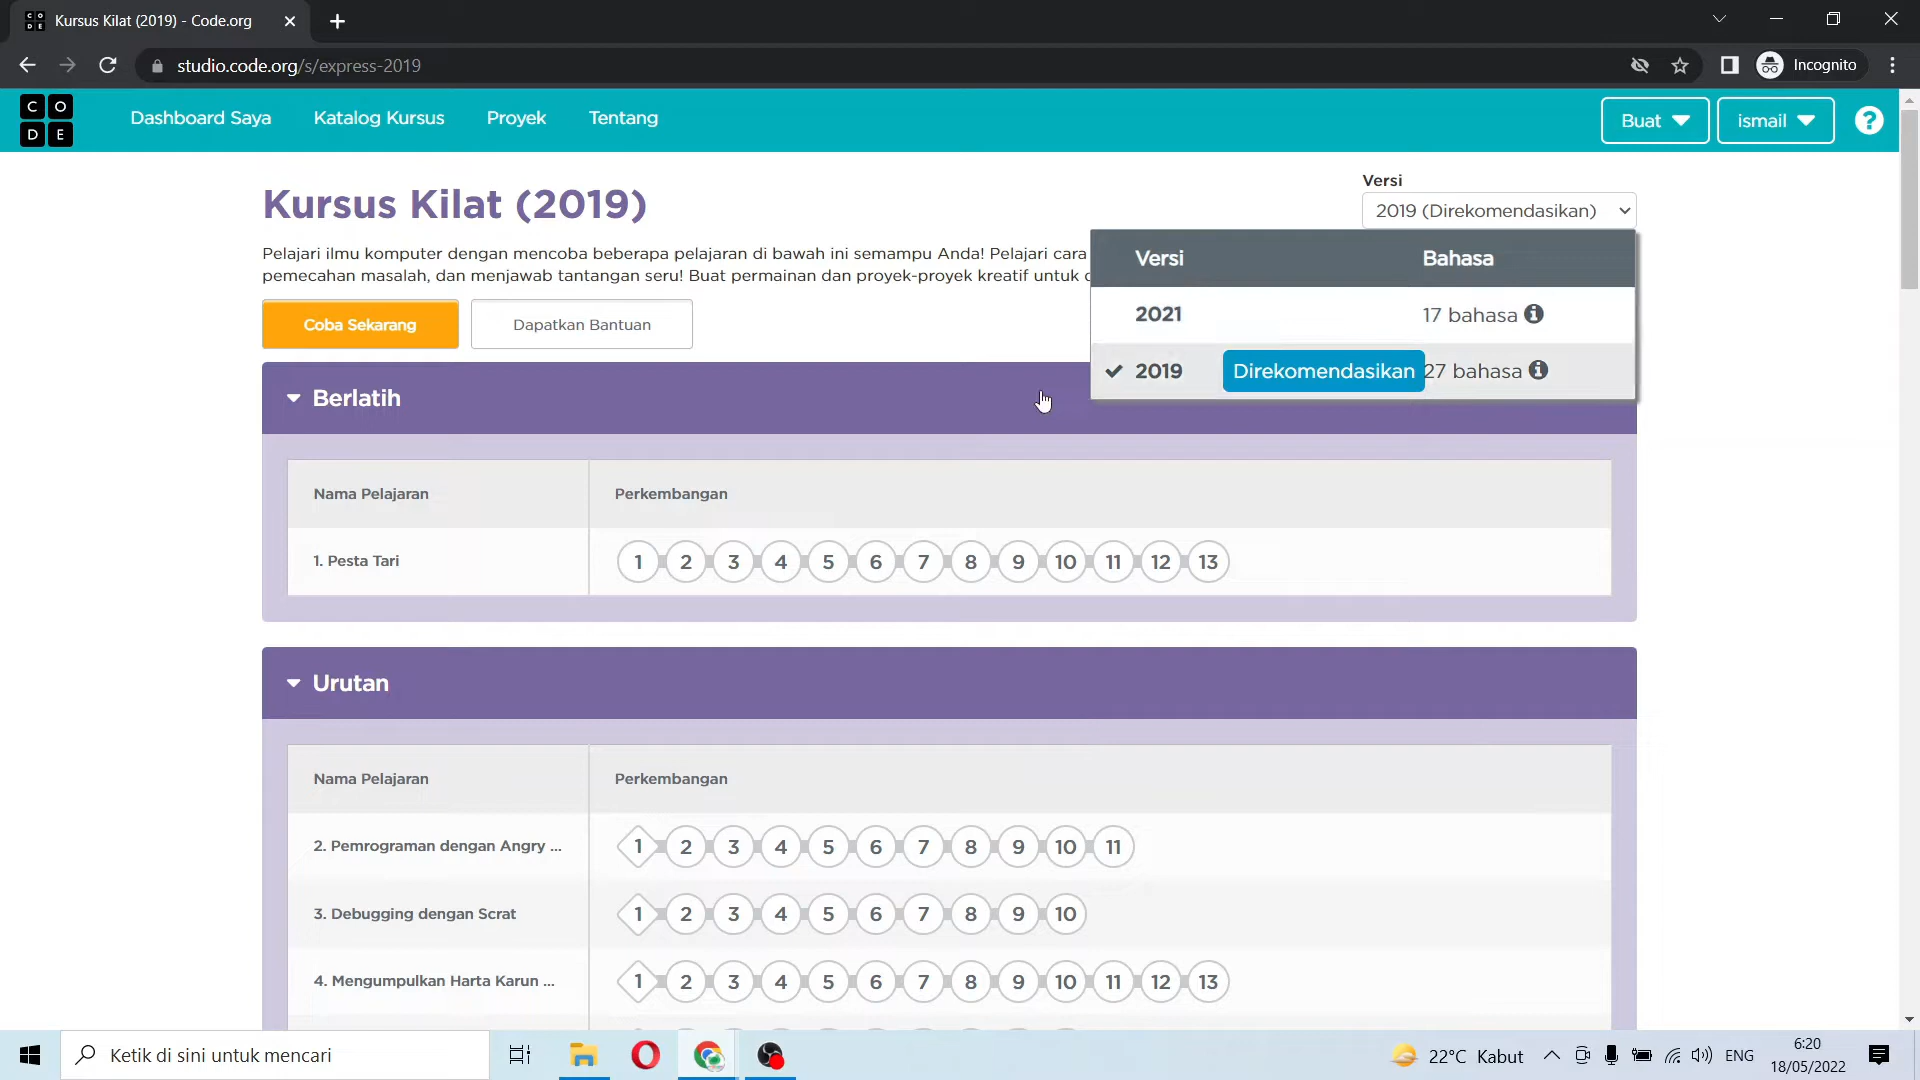 Kursus Kilat (2019) - Code.org
studio.code.org/s/express-2019
Incognito
C O
D E
Dashboard Saya
Katalog Kursus
Proyek
Tentang
Buat
ismail
?
Kursus Kilat (2019)
Versi
2019 (Direkomendasikan)
Pelajari ilmu komputer dengan mencoba beberapa pelajaran di bawah ini semampu Anda! Pelajari cara
pemecahan masalah, dan menjawab tantangan seru! Buat permainan dan proyek-proyek kreatif untuk
Versi Bahasa
2021 17 bahasa
2019 Direkomendasikan 27 bahasa
Coba Sekarang
Dapatkan Bantuan
Berlatih
Nama Pelajaran Perkembangan
1. Pesta Tari 1 2 3 4 5 6 7 8 9 10 11 12 13
Urutan
Nama Pelajaran Perkembangan
2. Pemrograman dengan Angry ... 1 2 3 4 5 6 7 8 9 10 11
3. Debugging dengan Scrat 1 2 3 4 5 6 7 8 9 10
4. Mengumpulkan Harta Karun ... 1 2 3 4 5 6 7 8 9 10 11 12 13
Ketik di sini untuk mencari
22°C Kabut
ENG
6:20
18/05/2022